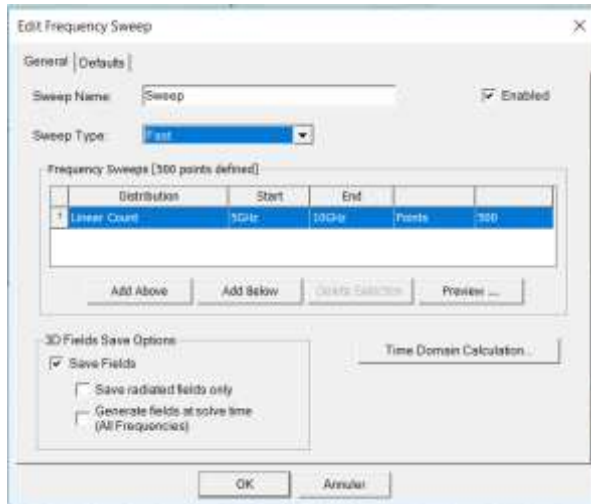 Edit Frequency Sweep
General Defaults
Sweep Name: Sweep Enabled
Sweep Type: Fast
Frequency Sweeps [500 points defined]
Distribution Start End
1 Linear Count 5GHz 10GHz Points 500
Add Above Add Below Delete Selection Preview ...
3D Fields Save Options
Save Fields
Time Domain Calculation...
Save radiated fields only
Generate fields at solve time
(All Frequencies)
OK Annuler